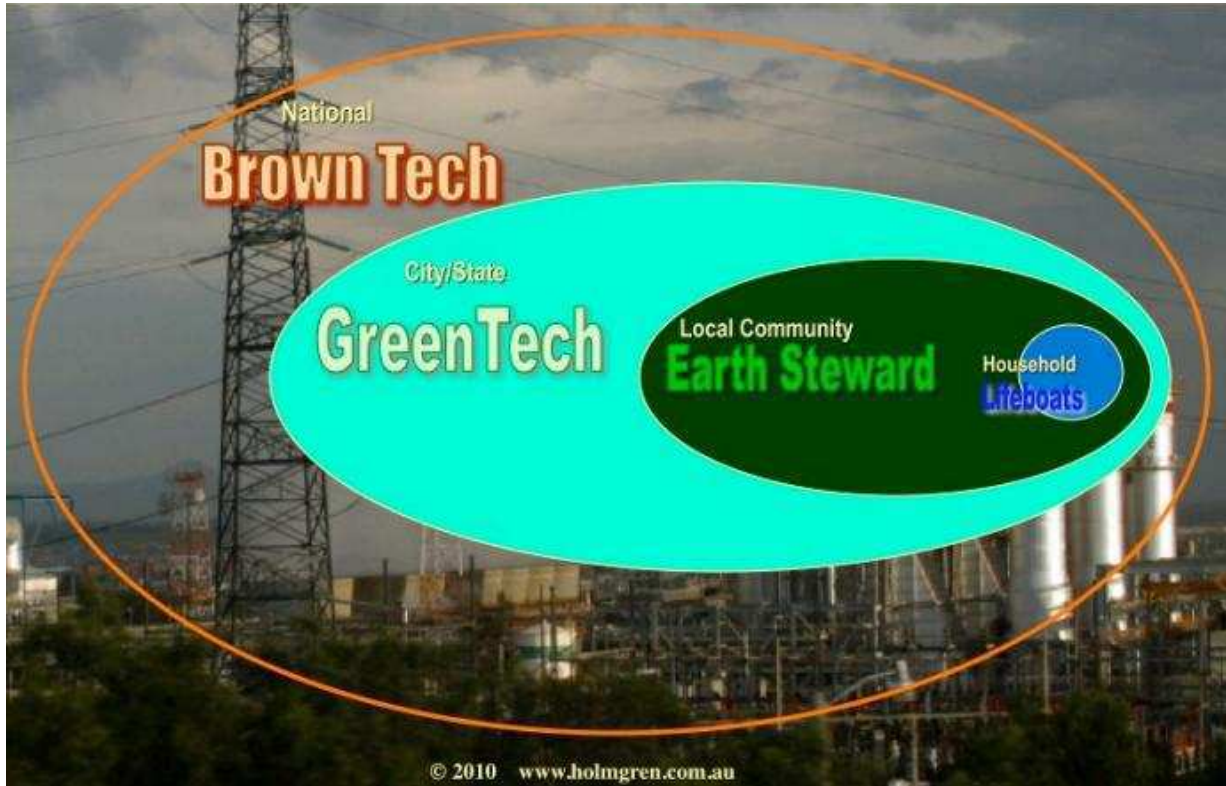 National
Brown Tech
City/State
GreenTech
Local Community
Earth Steward
Household
Lifeboats
© 2010 www.holmgren.com.au